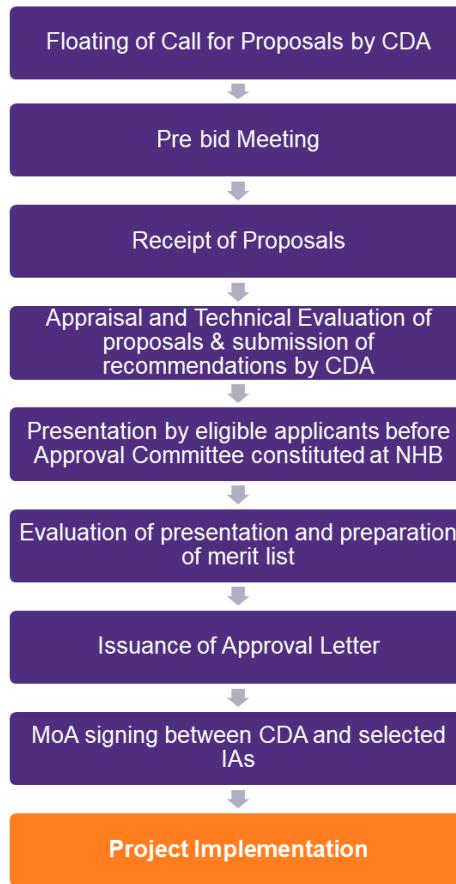 Floating of Call for Proposals by CDA
Pre bid Meeting
Receipt of Proposals
Appraisal and Technical Evaluation of
proposals & submission of
recommendations by CDA
Presentation by eligible applicants before
Approval Committee constituted at NHB
Evaluation of presentation and preparation
of merit list
Issuance of Approval Letter
MoA signing between CDA and selected
IAs
Project Implementation